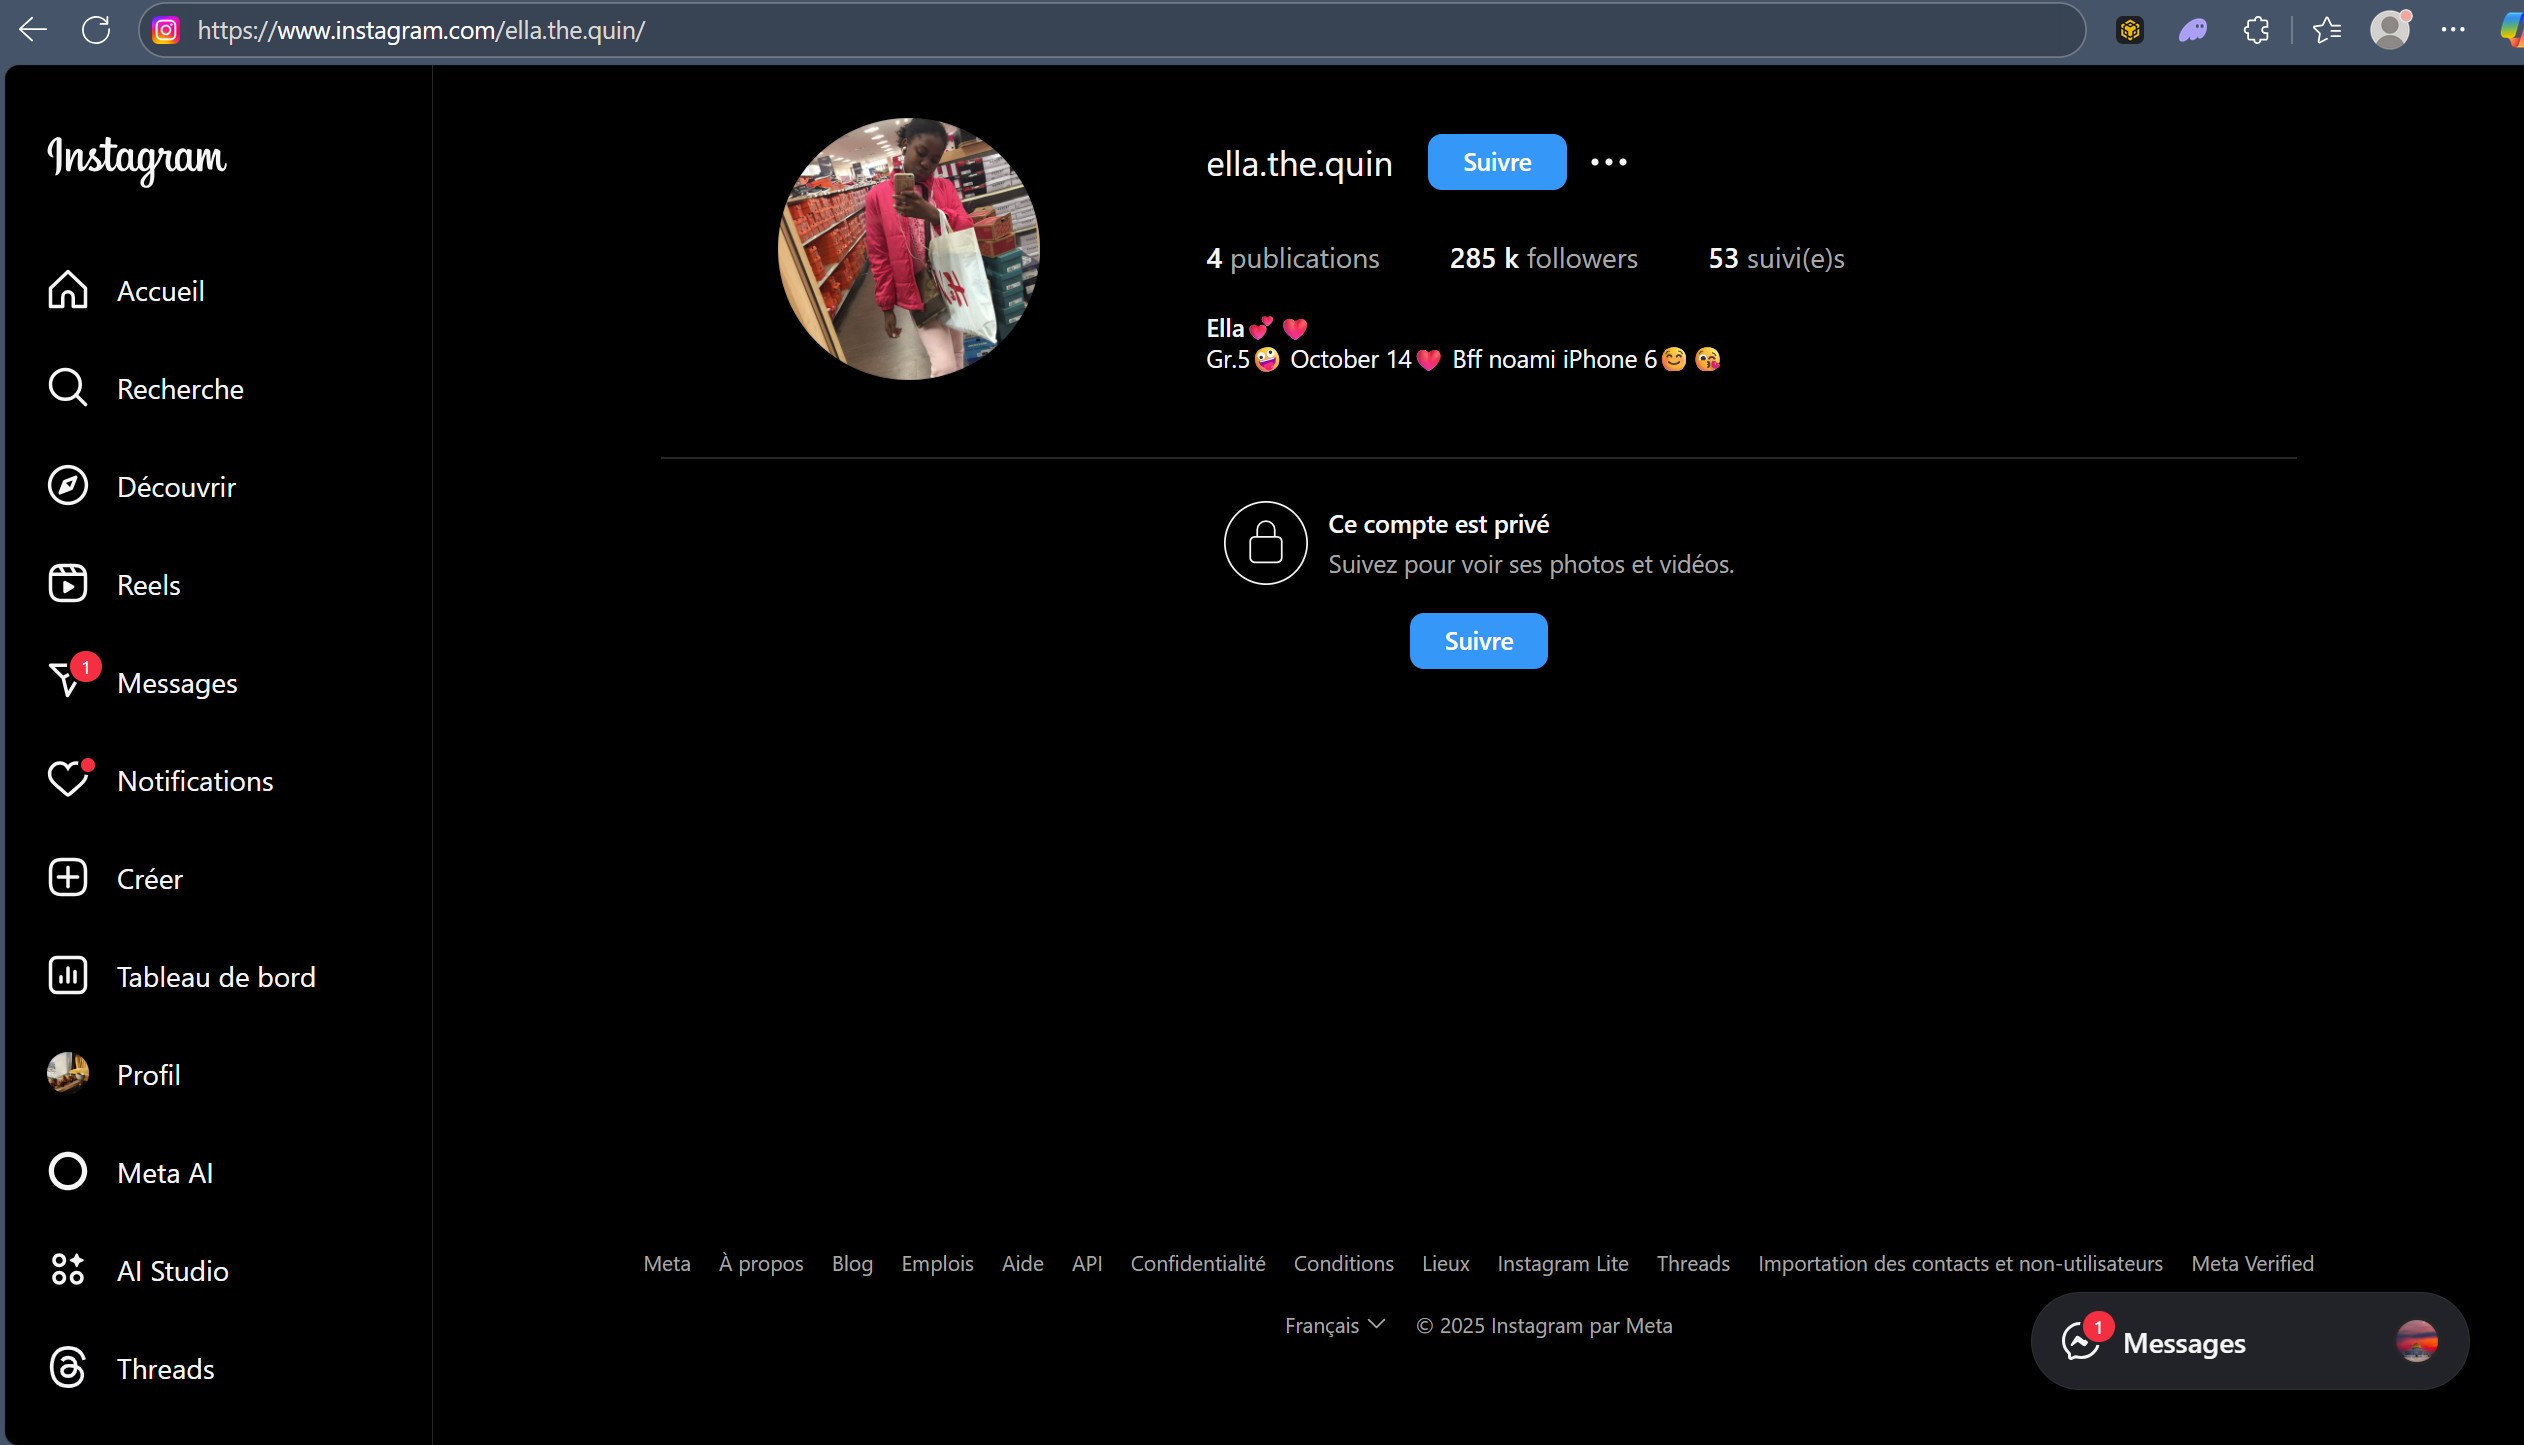 https://www.instagram.com/ella.the.quin/
Instagram
Accueil
Recherche
Découvrir
Reels
1
Messages
Notifications
Créer
Tableau de bord
Profil
Meta AI
AI Studio
Threads
ella.the.quin
Suivre
4 publications 285 k followers 53 suivi(e)s
Ella💕 ❤️
Gr.5🤪 October 14❤️ Bff noami iPhone 6😊 😘
H&M
Ce compte est privé
Suivez pour voir ses photos et vidéos.
Suivre
Meta À propos Blog Emplois Aide API Confidentialité Conditions Lieux Instagram Lite Threads Importation des contacts et non-utilisateurs Meta Verified
Français © 2025 Instagram par Meta
1
Messages